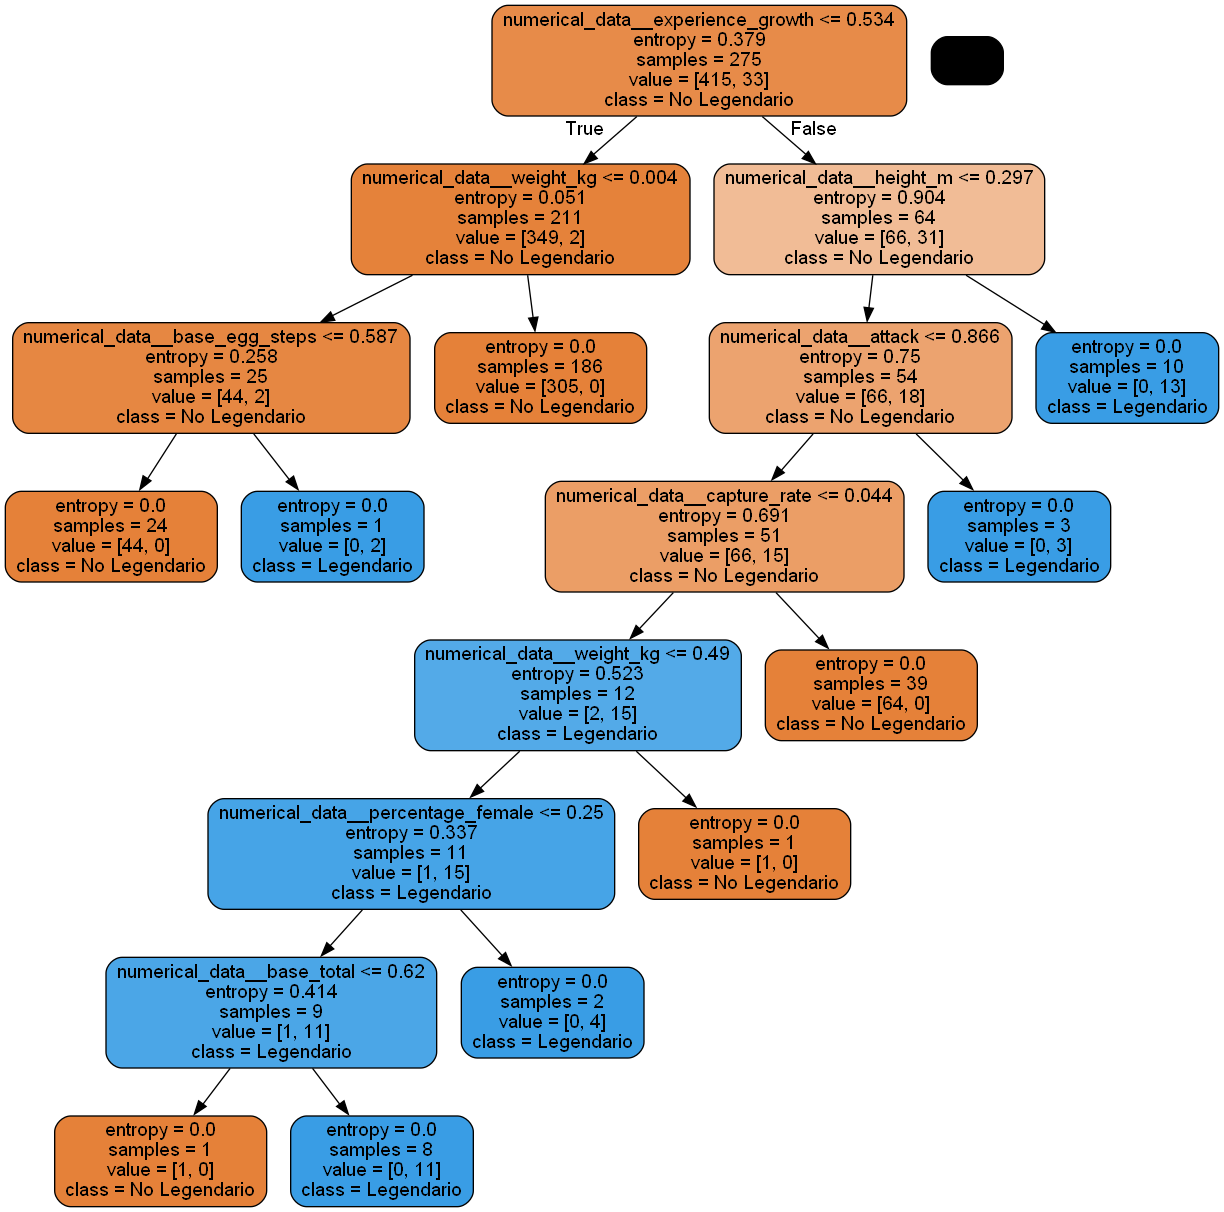 numerical_data__experience_growth <= 0.534
entropy = 0.379
samples = 275
value = [415, 33]
class = No Legendario
True
False
numerical_data__weight_kg <= 0.004
entropy = 0.051
samples = 211
value = [349, 2]
class = No Legendario
numerical_data__height_m <= 0.297
entropy = 0.904
samples = 64
value = [66, 31]
class = No Legendario
numerical_data__base_egg_steps <= 0.587
entropy = 0.258
samples = 25
value = [44, 2]
class = No Legendario
entropy = 0.0
samples = 186
value = [305, 0]
class = No Legendario
numerical_data__attack <= 0.866
entropy = 0.75
samples = 54
value = [66, 18]
class = No Legendario
entropy = 0.0
samples = 10
value = [0, 13]
class = Legendario
entropy = 0.0
samples = 24
value = [44, 0]
class = No Legendario
entropy = 0.0
samples = 1
value = [0, 2]
class = Legendario
numerical_data__capture_rate <= 0.044
entropy = 0.691
samples = 51
value = [66, 15]
class = No Legendario
entropy = 0.0
samples = 3
value = [0, 3]
class = Legendario
numerical_data__weight_kg <= 0.49
entropy = 0.523
samples = 12
value = [2, 15]
class = Legendario
entropy = 0.0
samples = 39
value = [64, 0]
class = No Legendario
numerical_data__percentage_female <= 0.25
entropy = 0.337
samples = 11
value = [1, 15]
class = Legendario
entropy = 0.0
samples = 1
value = [1, 0]
class = No Legendario
numerical_data__base_total <= 0.62
entropy = 0.414
samples = 9
value = [1, 11]
class = Legendario
entropy = 0.0
samples = 2
value = [0, 4]
class = Legendario
entropy = 0.0
samples = 1
value = [1, 0]
class = No Legendario
entropy = 0.0
samples = 8
value = [0, 11]
class = Legendario